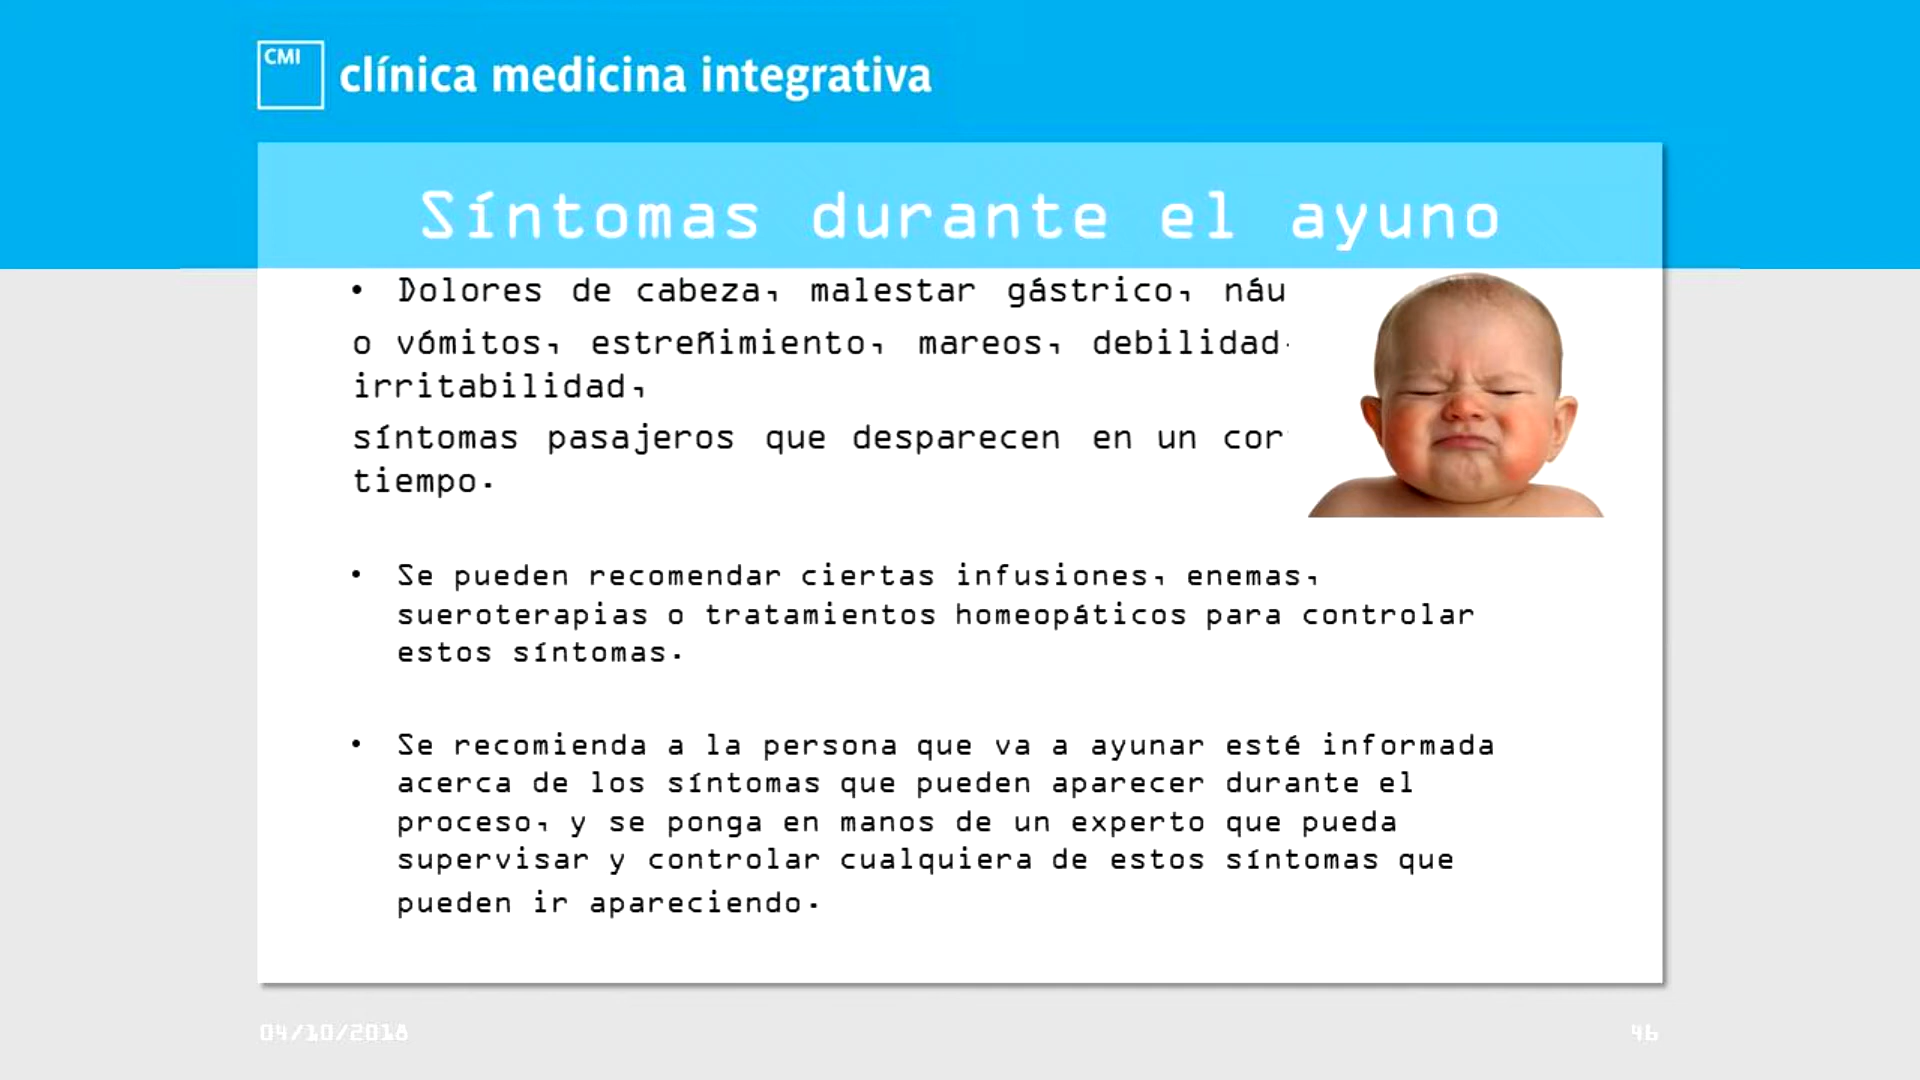 CMI
clínica medicina integrativa
Síntomas durante el ayuno
• Dolores de cabeza, malestar gástrico,
o vómitos, estreñimiento, mareos, debilidad
irritabilidad,
síntomas pasajeros que desparecen en un
tiempo.
• Se pueden recomendar ciertas infusiones, enemas,
sueroterapias o tratamientos homeopáticos para controlar
estos síntomas.
• Se recomienda a la persona que va a ayunar esté informada
acerca de los síntomas que pueden aparecer durante el
proceso, y se ponga en manos de un experto que pueda
supervisar y controlar cualquiera de estos síntomas que
pueden ir apareciendo.
04/10/2018
46